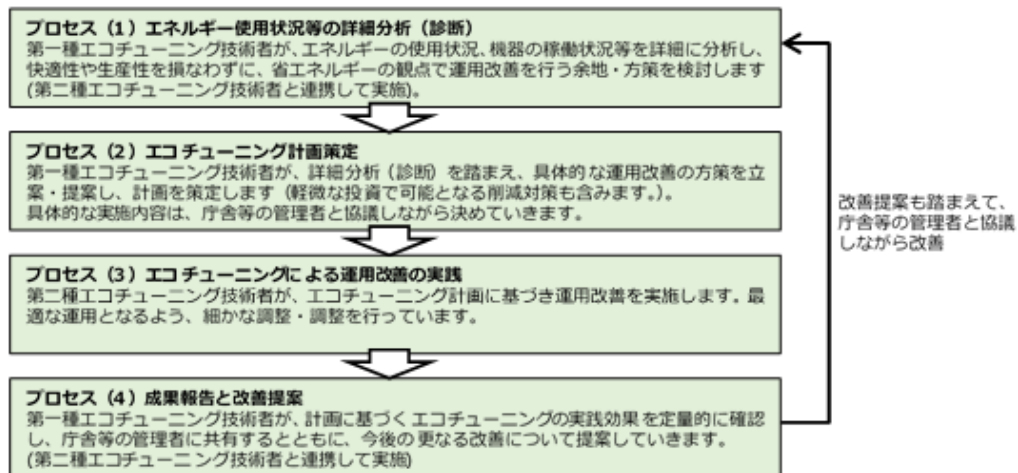 プロセス（1）エネルギー使用状況等の詳細分析（診断）
第一種エコチューニング技術者が、エネルギーの使用状況、機器の稼働状況等を詳細に分析し、
快適性や生産性を損なわずに、省エネルギーの観点で運用改善を行う余地・方策を検討します
(第二種エコチューニング技術者と連携して実施)。
プロセス（2）エコチューニング計画策定
第一種エコチューニング技術者が、詳細分析（診断）を踏まえ、具体的な運用改善の方策を立
案・提案し、計画を策定します（軽微な投資で可能となる削減対策も含みます。）。
具体的な実施内容は、庁舎等の管理者と協議しながら決めていきます。
プロセス（3）エコチューニングによる運用改善の実践
第二種エコチューニング技術者が、エコチューニング計画に基づき運用改善を実施します。最
適な運用となるよう、細かな調整・調整を行っています。
プロセス（4）成果報告と改善提案
第一種エコチューニング技術者が、計画に基づくエコチューニングの実践効果を定量的に確認
し、庁舎等の管理者に共有するとともに、今後の更なる改善について提案していきます。
(第二種エコチューニング技術者と連携して実施)
改善提案も踏まえて、
庁舎等の管理者と協議
しながら改善